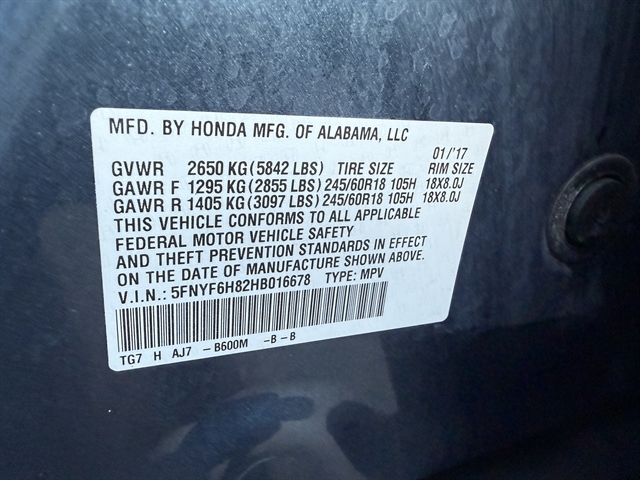 MFD. BY HONDA MFG. OF ALABAMA, LLC
01/'17
GVWR 2650 KG(5842 LBS) TIRE SIZE RIM SIZE
GAWR F 1295 KG(2855 LBS) 245/60R18 105H 18X8.0J
GAWR R 1405 KG(3097 LBS) 245/60R18 105H 18X8.0J
THIS VEHICLE CONFORMS TO ALL APPLICABLE
FEDERAL MOTOR VEHICLE SAFETY
AND THEFT PREVENTION STANDARDS IN EFFECT
ON THE DATE OF MANUFACTURE SHOWN ABOVE.
V.I.N.: 5FNYF6H82HB016678 TYPE: MPV
TG7 H AJ7 -B600M -B -B